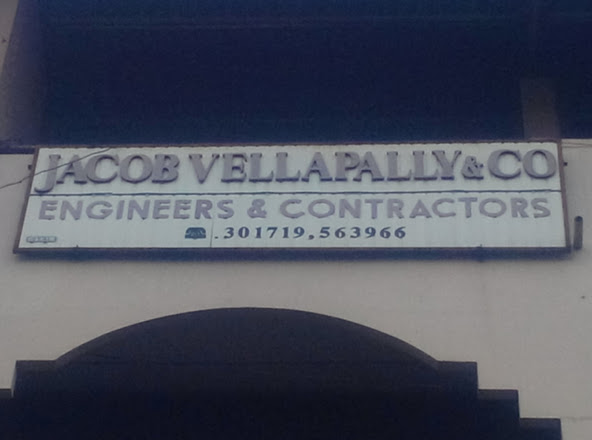 JACOB VELLAPALLY & CO
ENGINEERS & CONTRACTORS
. 301719, 563966